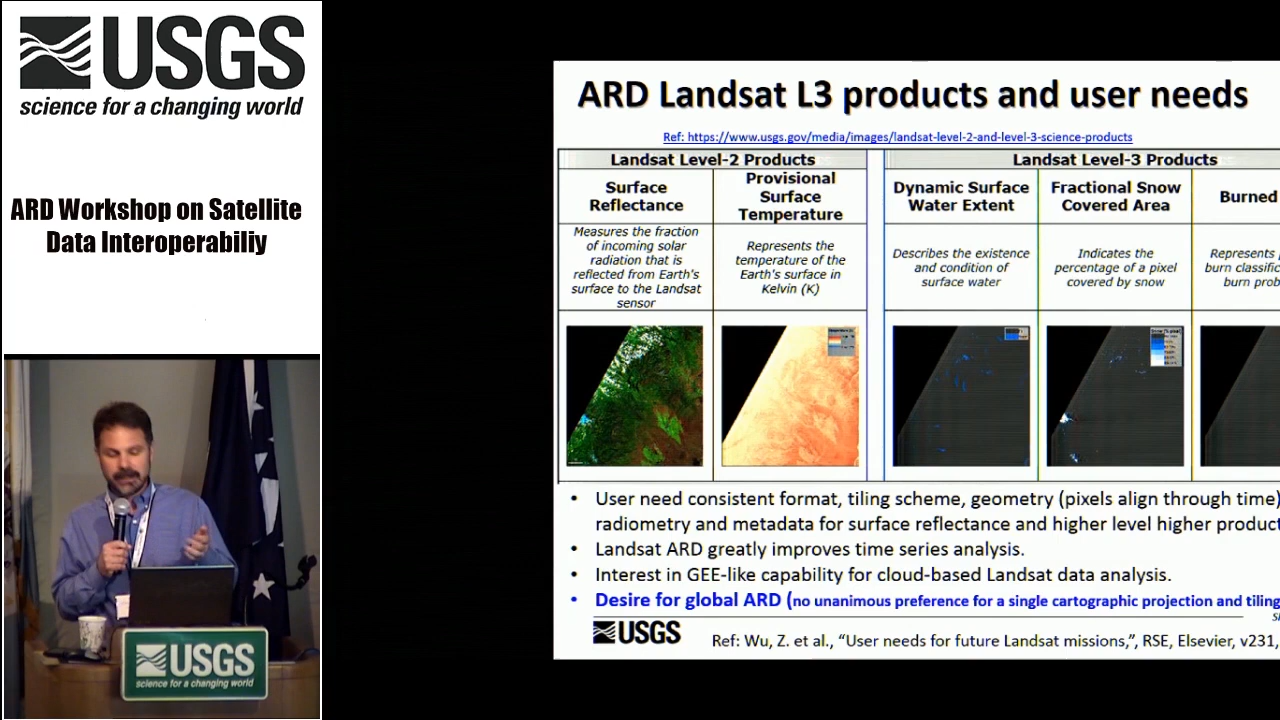 USGS
science for a changing world
ARD Workshop on Satellite
Data Interoperabiliy
USGS
science for a changing world
ARD Landsat L3 products and user needs
Ref: https://www.usgs.gov/media/images/landsat-level-2-and-level-3-science-products
Landsat Level-2 Products
Landsat Level-3 Products
Surface
Reflectance
Provisional
Surface
Temperature
Dynamic Surface
Water Extent
Fractional Snow
Covered Area
Burned
Measures the fraction
of incoming solar
radiation that is
reflected from Earth's
surface to the Landsat
sensor
Represents the
temperature of the
Earth's surface in
Kelvin (K)
Describes the existence
and condition of
surface water
Indicates the
percentage of a pixel
covered by snow
Represents
burn classific
burn prob
• User need consistent format, tiling scheme, geometry (pixels align through time)
radiometry and metadata for surface reflectance and higher level higher product
• Landsat ARD greatly improves time series analysis.
• Interest in GEE-like capability for cloud-based Landsat data analysis.
• Desire for global ARD (no unanimous preference for a single cartographic projection and tiling
USGS
Ref: Wu, Z. et al., “User needs for future Landsat missions,”, RSE, Elsevier, v231,